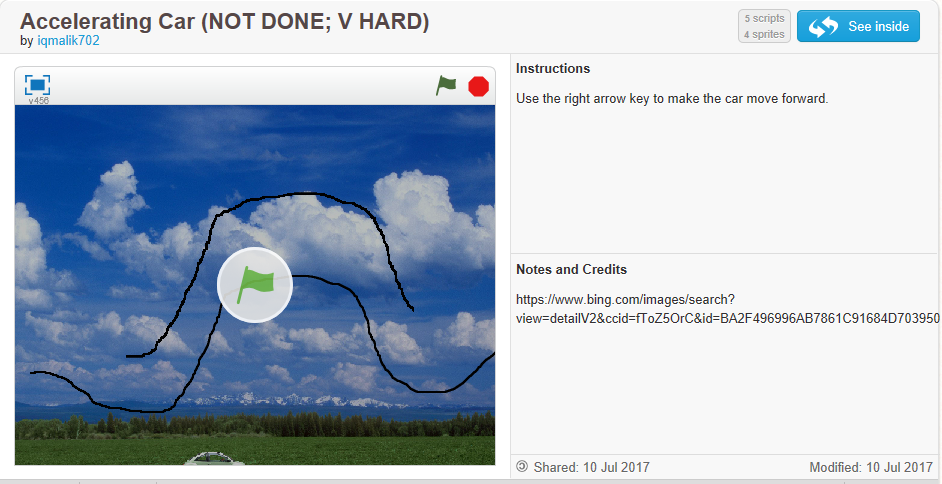 Accelerating Car (NOT DONE; V HARD)
by iqmalik702
5 scripts
4 sprites
See inside
v456
Instructions
Use the right arrow key to make the car move forward.
Notes and Credits
https://www.bing.com/images/search?
view=detailV2&ccid=fToZ5OrC&id=BA2F496996AB7861C91684D703950
Shared: 10 Jul 2017
Modified: 10 Jul 2017